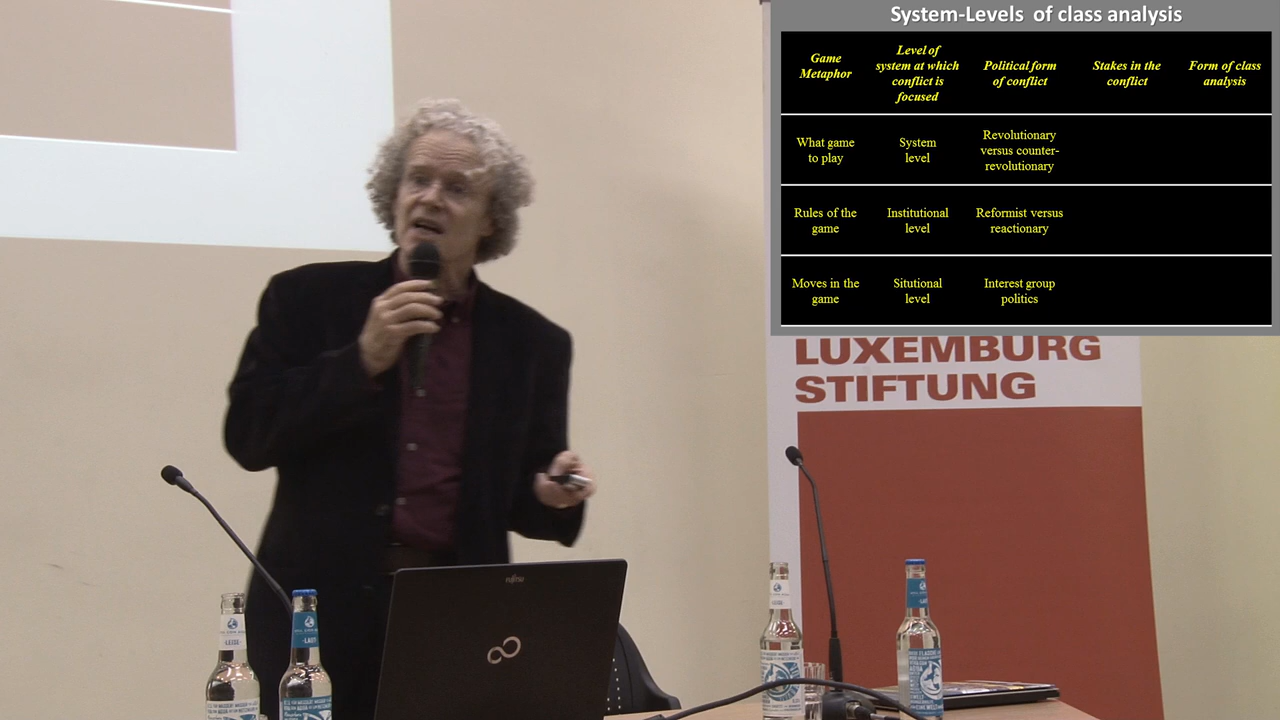 System-Levels of class analysis
Game
Metaphor
Level of
system at which
conflict is
focused
Political form
of conflict
Stakes in the
conflict
Form of class
analysis
What game
to play
System
level
Revolutionary
versus counter-
revolutionary
Rules of the
game
Institutional
level
Reformist versus
reactionary
Moves in the
game
Situtional
level
Interest group
politics
LUXEMBURG
STIFTUNG
FUJITSU
LEISE
LAUT